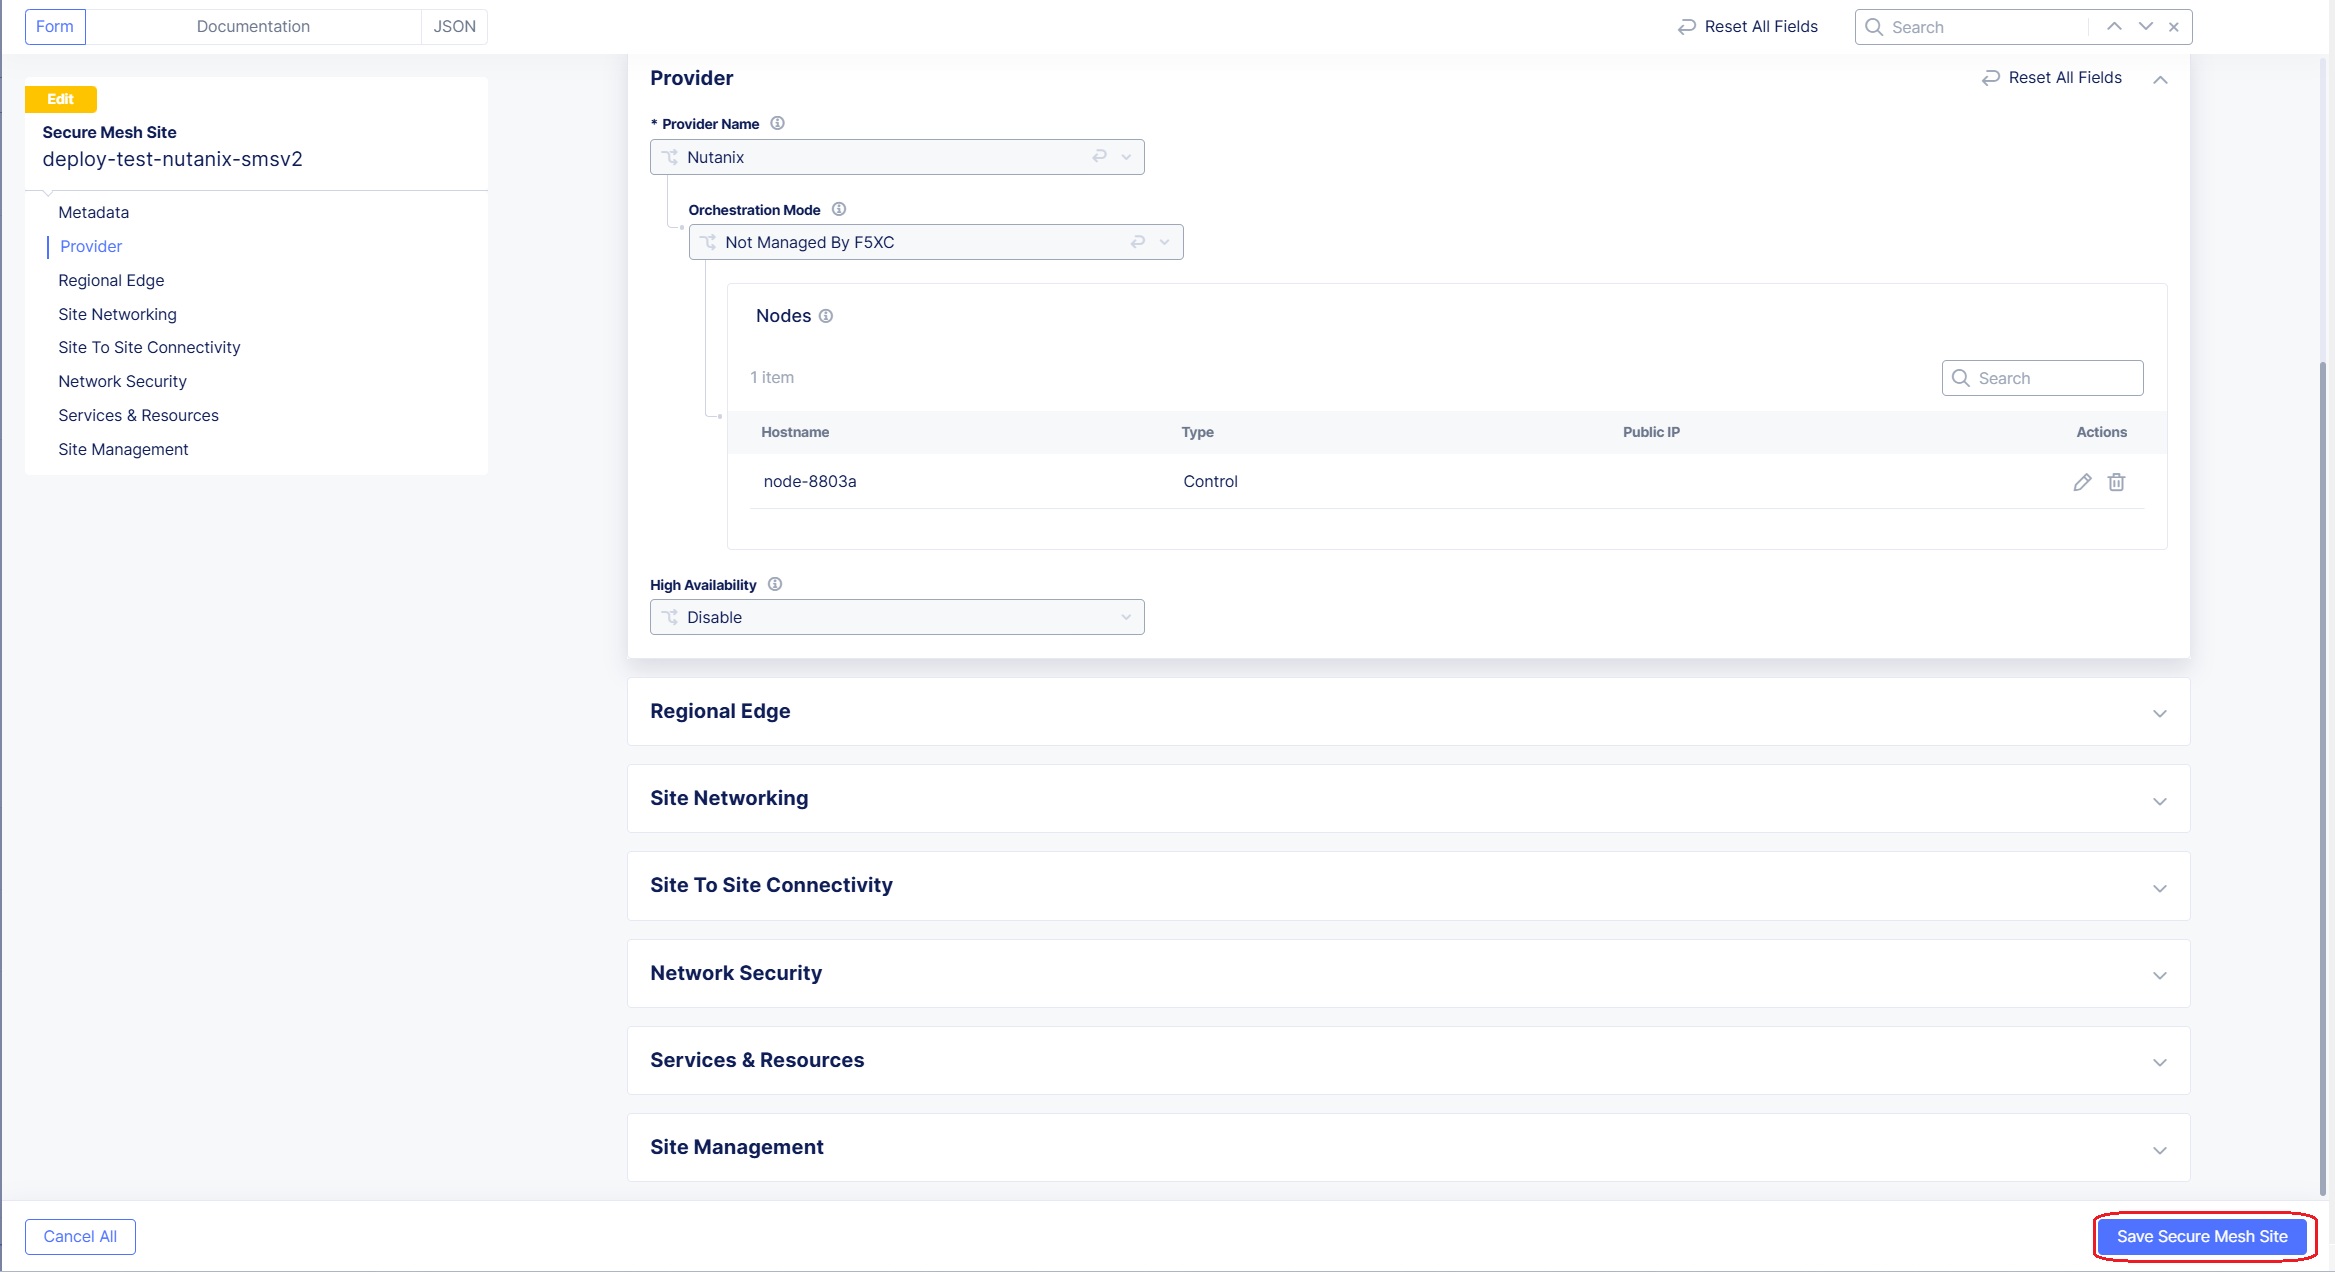 Form
Documentation
JSON
Reset All Fields
Search
Edit
Secure Mesh Site
deploy-test-nutanix-smsv2
Metadata
Provider
Regional Edge
Site Networking
Site To Site Connectivity
Network Security
Services & Resources
Site Management
Provider
Reset All Fields
* Provider Name
Nutanix
Orchestration Mode
Not Managed By F5XC
Nodes
1 item
Search
Hostname Type Public IP Actions
node-8803a Control
High Availability
Disable
Regional Edge
Site Networking
Site To Site Connectivity
Network Security
Services & Resources
Site Management
Cancel All
Save Secure Mesh Site